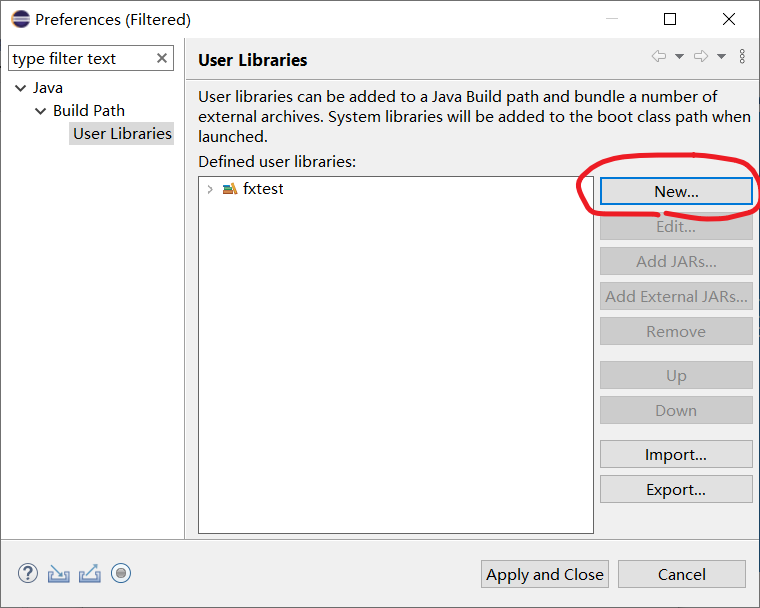 Preferences (Filtered)
type filter text
Java
Build Path
User Libraries
User Libraries
User libraries can be added to a Java Build path and bundle a number of
external archives. System libraries will be added to the boot class path when
launched.
Defined user libraries:
fxtest
New...
Edit...
Add JARs...
Add External JARs...
Remove
Up
Down
Import...
Export...
?
Apply and Close
Cancel